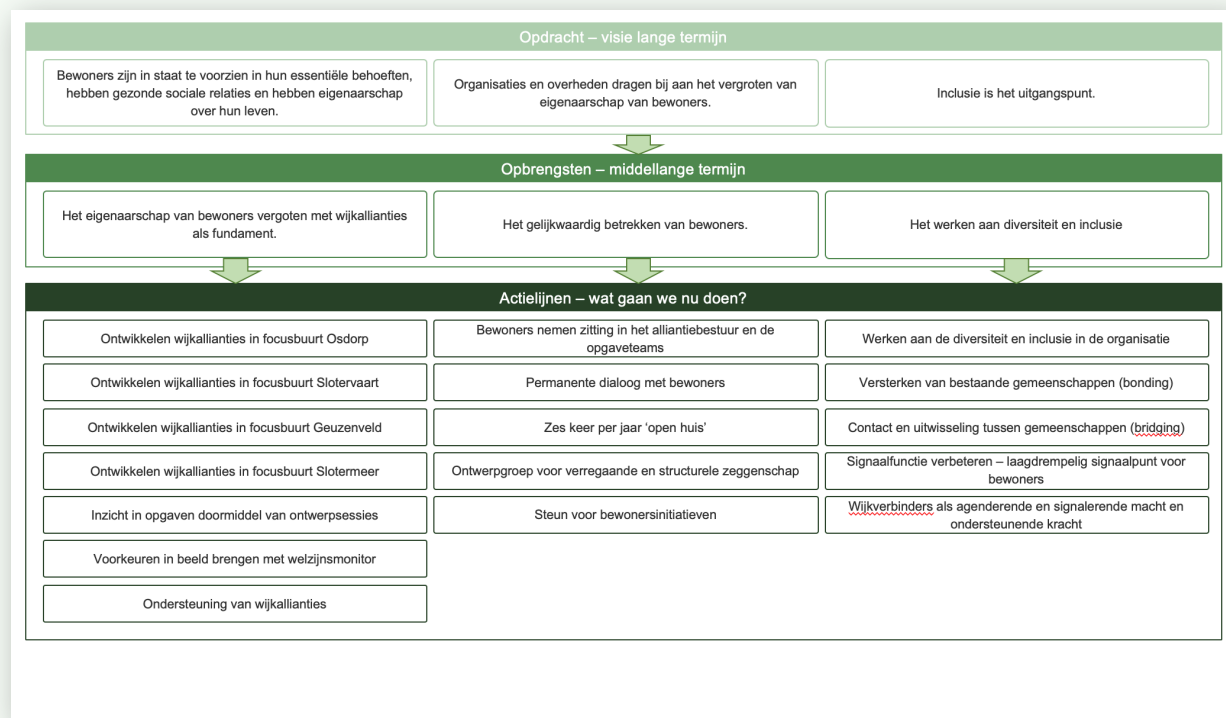 Opdracht – visie lange termijn
Bewoners zijn in staat te voorzien in hun essentiële behoeften,
hebben gezonde sociale relaties en hebben eigenaarschap
over hun leven.
Organisaties en overheden dragen bij aan het vergroten van
eigenaarschap van bewoners.
Inclusie is het uitgangspunt.
Opbrengsten – middellange termijn
Het eigenaarschap van bewoners vergoten met wijkallianties
als fundament.
Het gelijkwaardig betrekken van bewoners.
Het werken aan diversiteit en inclusie
Actielijnen – wat gaan we nu doen?
Ontwikkelen wijkallianties in focusbuurt Osdorp
Ontwikkelen wijkallianties in focusbuurt Slotervaart
Ontwikkelen wijkallianties in focusbuurt Geuzenveld
Ontwikkelen wijkallianties in focusbuurt Slotermeer
Inzicht in opgaven doormiddel van ontwerpsessies
Voorkeuren in beeld brengen met welzijnsmonitor
Ondersteuning van wijkallianties
Bewoners nemen zitting in het alliantiebestuur en de
opgaveteams
Permanente dialoog met bewoners
Zes keer per jaar ‘open huis’
Ontwerpgroep voor verregaande en structurele zeggenschap
Steun voor bewonersinitiatieven
Werken aan de diversiteit en inclusie in de organisatie
Versterken van bestaande gemeenschappen (bonding)
Contact en uitwisseling tussen gemeenschappen (bridging)
Signaalfunctie verbeteren – laagdrempelig signaalpunt voor
bewoners
Wijkverbinders als agenderende en signalerende macht en
ondersteunende kracht